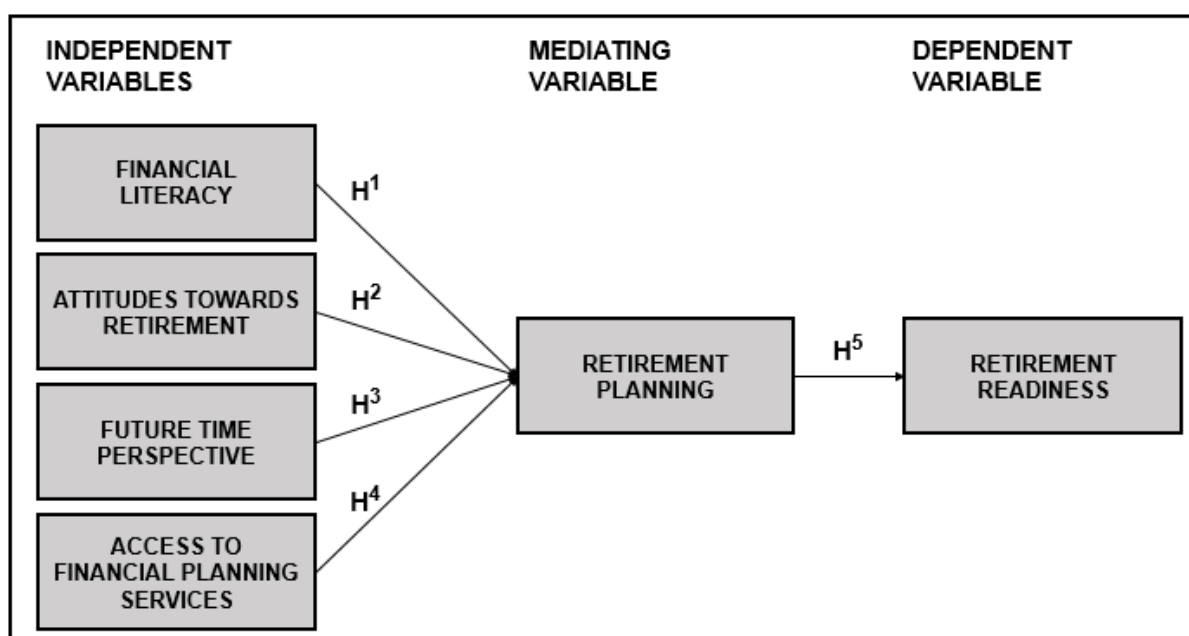 INDEPENDENT
VARIABLES
MEDIATING
VARIABLE
DEPENDENT
VARIABLE
FINANCIAL
LITERACY
H1
ATTITUDES TOWARDS
RETIREMENT
H2
FUTURE TIME
PERSPECTIVE
H3
ACCESS TO
FINANCIAL PLANNING
SERVICES
H4
RETIREMENT
PLANNING
H5
RETIREMENT
READINESS